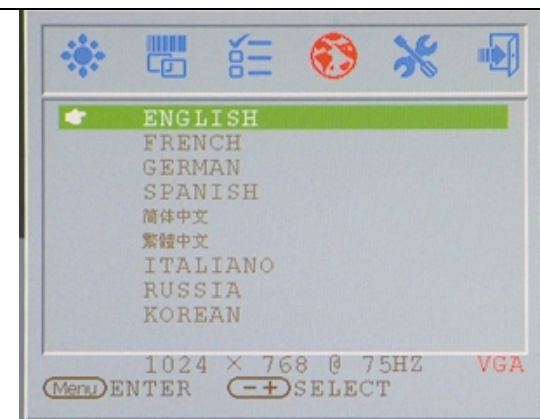 ENGLISH
FRENCH
GERMAN
SPANISH
简体中文
繁體中文
ITALIANO
RUSSIA
KOREAN
1024 × 768 @ 75HZ VGA
Menu ENTER - + SELECT